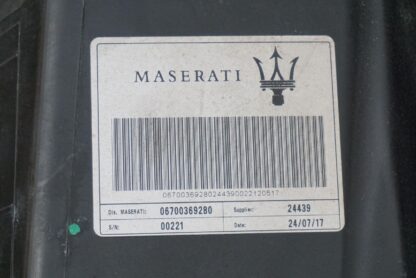 MASERATI
06700369280244390022120517
Dis. MASERATI: 06700369280 Supplier: 24439
S/N: 00221 Date: 24/07/17